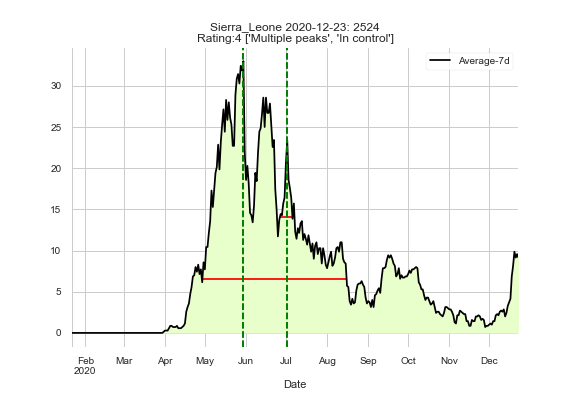 Sierra_Leone 2020-12-23: 2524
Rating:4 ['Multiple peaks', 'In control']
Average-7d
30
25
20
15
10
5
0
Feb Mar Apr May Jun Jul Aug Sep Oct Nov Dec
2020
Date